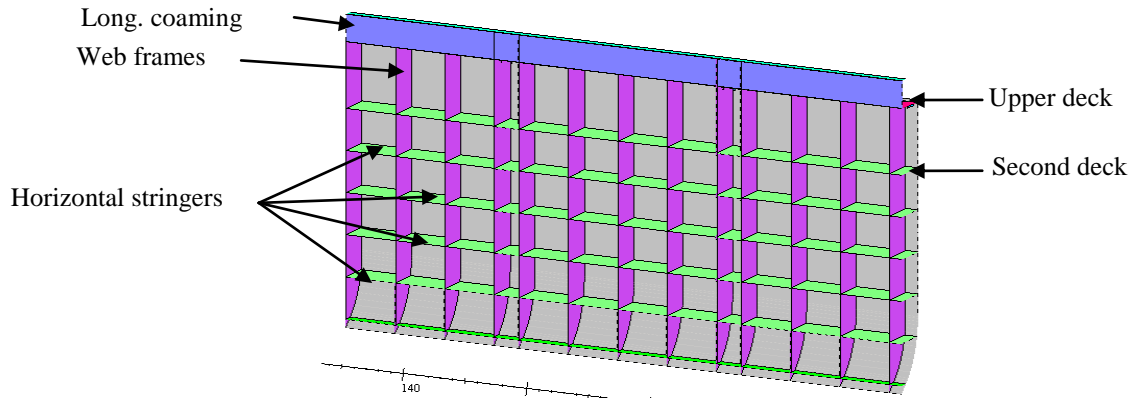 Long. coaming
Web frames
Upper deck
Second deck
Horizontal stringers
140